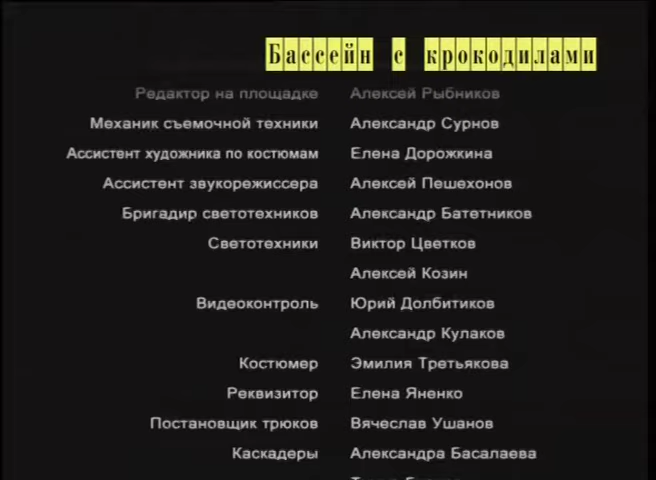 Бассейн с крокодилами
Редактор на площадке Алексей Рыбников
Механик съемочной техники Александр Сурнов
Ассистент художника по костюмам Елена Дорожкина
Ассистент звукорежиссера Алексей Пешехонов
Бригадир светотехников Александр Батетников
Светотехники Виктор Цветков
Алексей Козин
Видеоконтроль Юрий Долбитиков
Александр Кулаков
Костюмер Эмилия Третьякова
Реквизитор Елена Яненко
Постановщик трюков Вячеслав Ушанов
Каскадеры Александра Басалаева